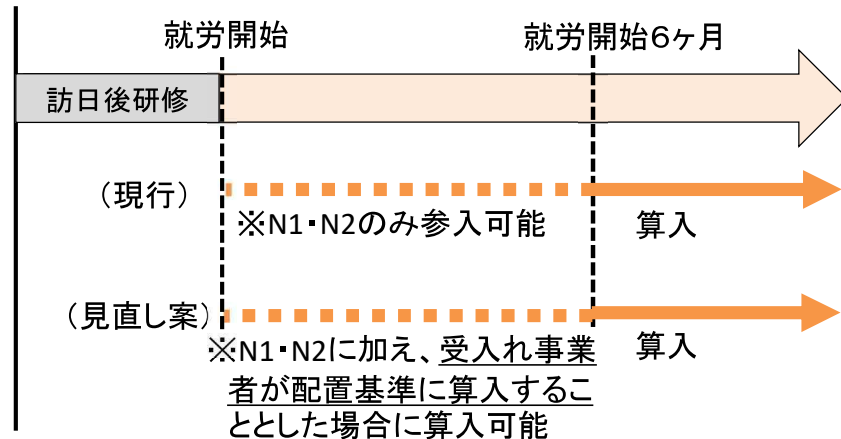 就労開始
就労開始6ヶ月
訪日後研修
（現行）
※N1・N2のみ参入可能
算入
（見直し案）
※N1・N2に加え、受入れ事業
者が配置基準に算入するこ
ととした場合に算入可能
算入